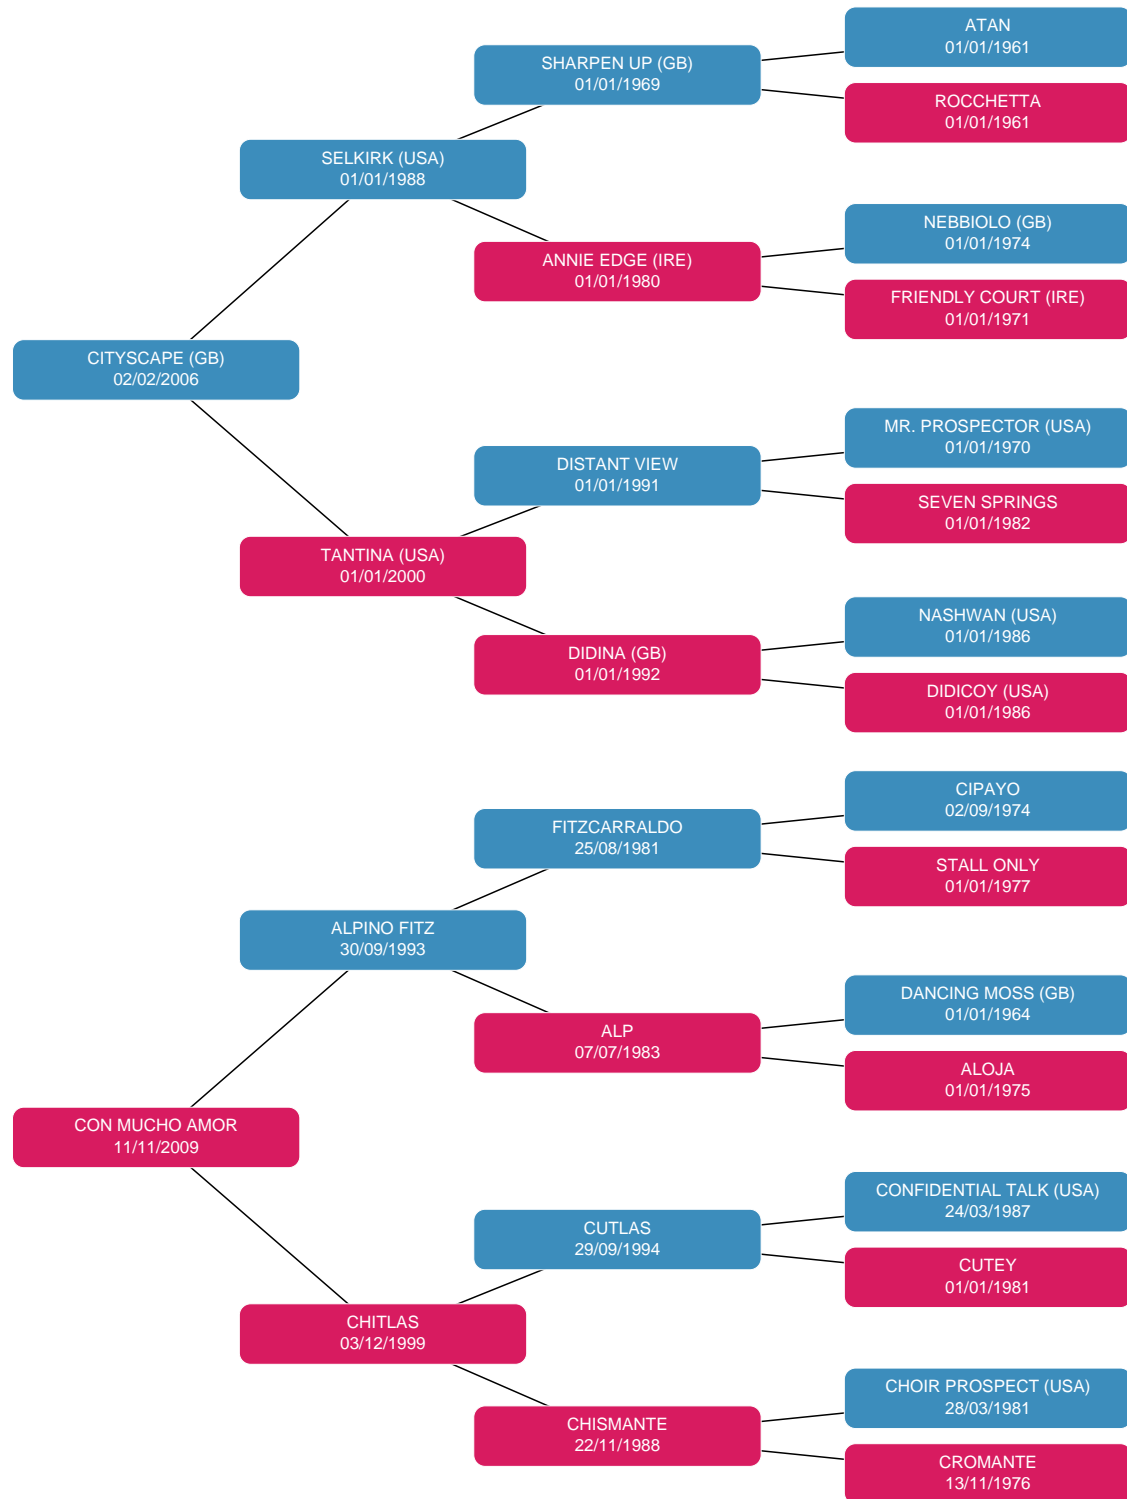 ATAN
01/01/1961
SHARPEN UP (GB)
01/01/1969
ROCCHETTA
01/01/1961
SELKIRK (USA)
01/01/1988
NEBBIOLO (GB)
01/01/1974
ANNIE EDGE (IRE)
01/01/1980
FRIENDLY COURT (IRE)
01/01/1971
CITYSCAPE (GB)
02/02/2006
MR. PROSPECTOR (USA)
01/01/1970
DISTANT VIEW
01/01/1991
SEVEN SPRINGS
01/01/1982
TANTINA (USA)
01/01/2000
NASHWAN (USA)
01/01/1986
DIDINA (GB)
01/01/1992
DIDICOY (USA)
01/01/1986
CIPAYO
02/09/1974
FITZCARRALDO
25/08/1981
STALL ONLY
01/01/1977
ALPINO FITZ
30/09/1993
DANCING MOSS (GB)
01/01/1964
ALP
07/07/1983
ALOJA
01/01/1975
CON MUCHO AMOR
11/11/2009
CONFIDENTIAL TALK (USA)
24/03/1987
CUTLAS
29/09/1994
CUTEY
01/01/1981
CHITLAS
03/12/1999
CHOIR PROSPECT (USA)
28/03/1981
CHISMANTE
22/11/1988
CROMANTE
13/11/1976